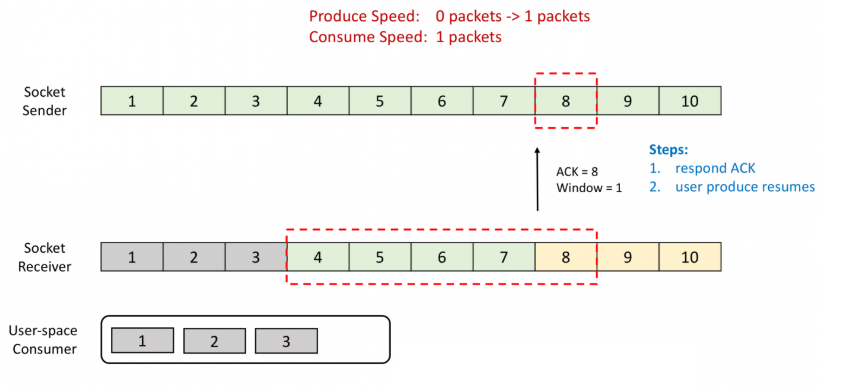 Produce Speed: 0 packets -> 1 packets
Consume Speed: 1 packets
Socket
Sender
1 2 3 4 5 6 7 8 9 10
ACK = 8
Window = 1
Steps:
1. respond ACK
2. user produce resumes
Socket
Receiver
1 2 3 4 5 6 7 8 9 10
User-space
Consumer
1 2 3